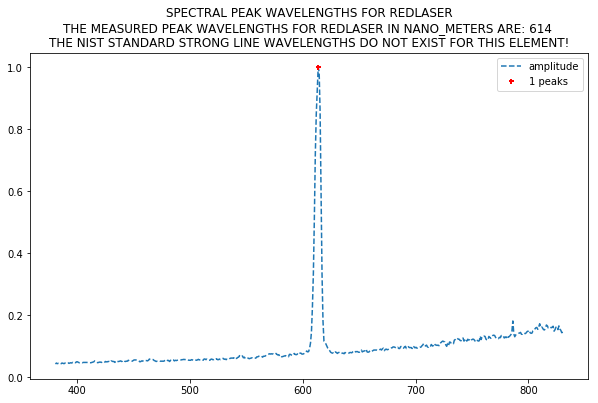 SPECTRAL PEAK WAVELENGTHS FOR REDLASER
THE MEASURED PEAK WAVELENGTHS FOR REDLASER IN NANO_METERS ARE: 614
THE NIST STANDARD STRONG LINE WAVELENGTHS DO NOT EXIST FOR THIS ELEMENT!
amplitude
1 peaks
1.0
0.8
0.6
0.4
0.2
0.0
400 500 600 700 800